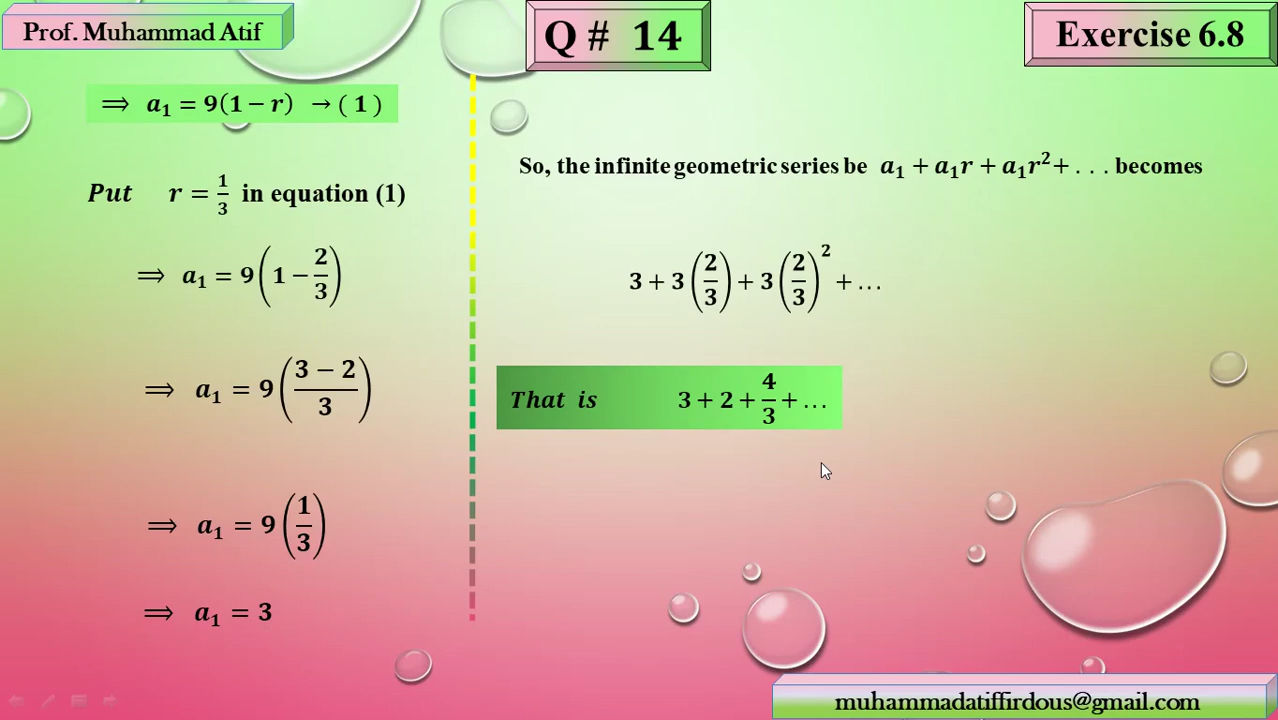 Prof. Muhammad Atif
Q # 14
Exercise 6.8
⟹ a₁ = 9(1 − r) → ( 1 )
Put r = 1/3 in equation (1)
⟹ a₁ = 9(1 − 2/3)
⟹ a₁ = 9((3 − 2)/3)
⟹ a₁ = 9(1/3)
⟹ a₁ = 3
So, the infinite geometric series be a₁ + a₁r + a₁r² + . . . becomes
3 + 3(2/3) + 3(2/3)² + …
That is 3 + 2 + 4/3 + …
muhammadatiffirdous@gmail.com